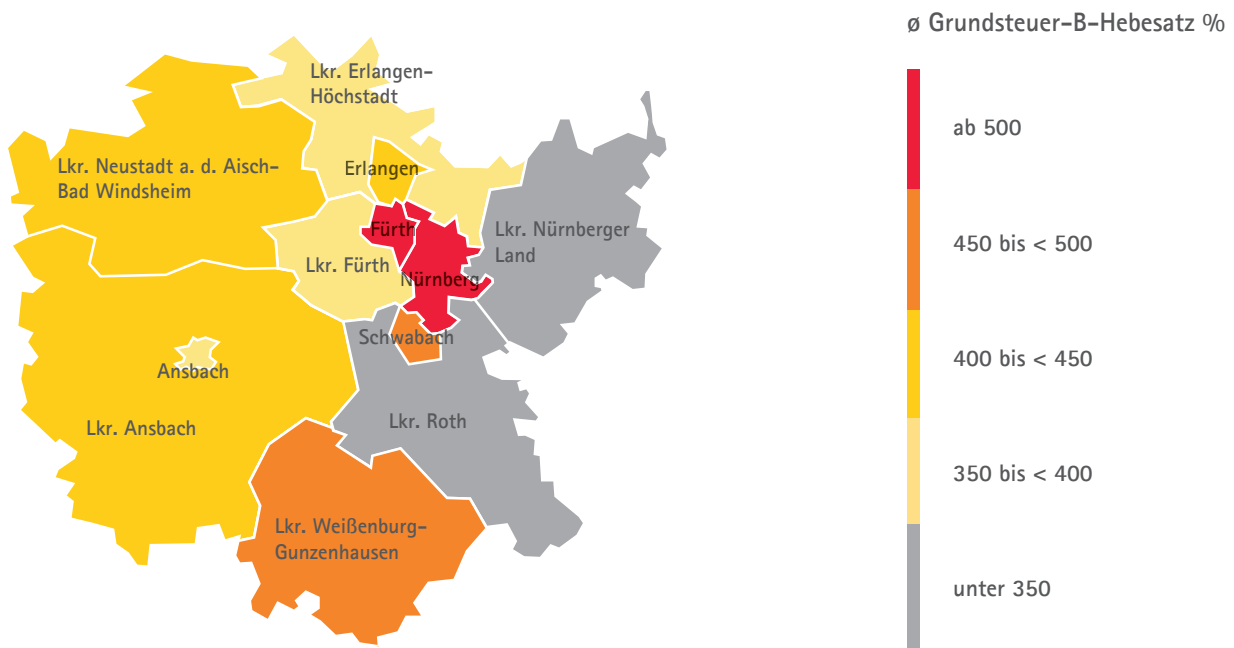 ø Grundsteuer-B-Hebesatz %
Lkr. Erlangen-
Höchstadt
ab 500
Lkr. Neustadt a. d. Aisch-
Bad Windsheim
Erlangen
Fürth
Lkr. Nürnberger
Land
450 bis < 500
Lkr. Fürth
Nürnberg
Schwabach
400 bis < 450
Ansbach
Lkr. Ansbach
Lkr. Roth
350 bis < 400
Lkr. Weißenburg-
Gunzenhausen
unter 350